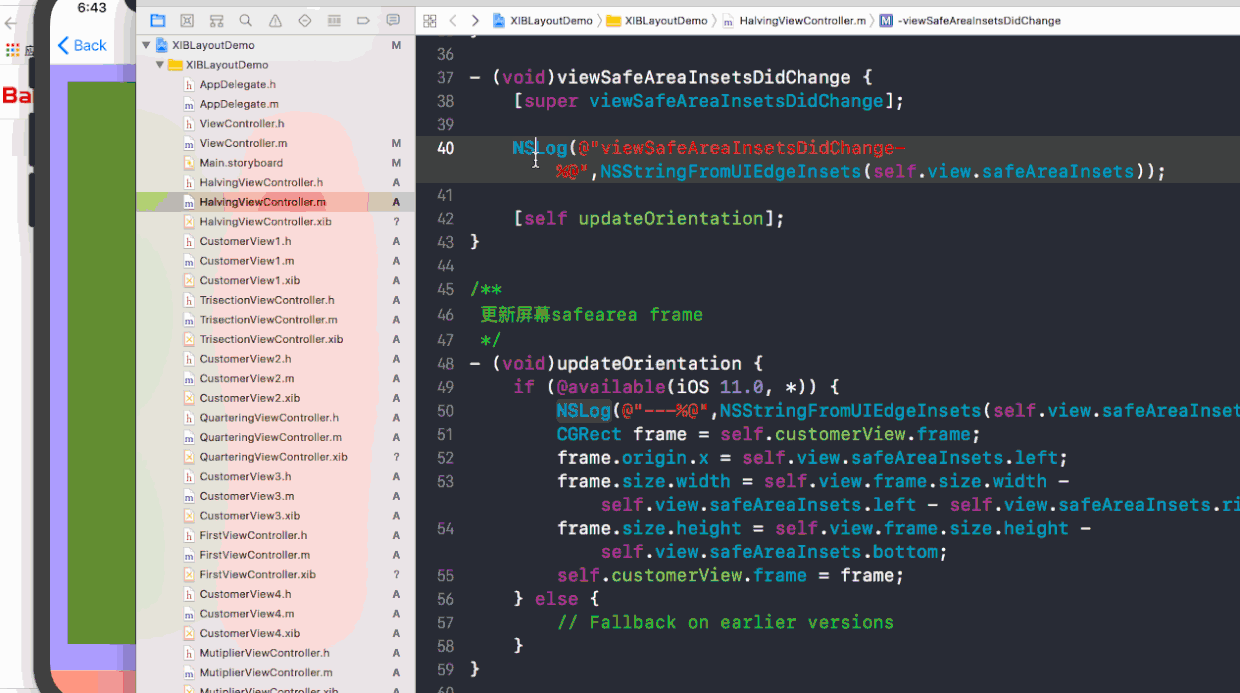 6:43
Back
Ba
XIBLayoutDemo M
XIBLayoutDemo
AppDelegate.h
AppDelegate.m
ViewController.h
ViewController.m M
Main.storyboard M
HalvingViewController.h A
HalvingViewController.m A
HalvingViewController.xib ?
CustomerView1.h A
CustomerView1.m A
CustomerView1.xib A
TrisectionViewController.h A
TrisectionViewController.m A
TrisectionViewController.xib A
CustomerView2.h A
CustomerView2.m A
CustomerView2.xib A
QuarteringViewController.h A
QuarteringViewController.m A
QuarteringViewController.xib ?
CustomerView3.h A
CustomerView3.m A
CustomerView3.xib A
FirstViewController.h A
FirstViewController.m A
FirstViewController.xib ?
CustomerView4.h A
CustomerView4.m A
CustomerView4.xib A
MutiplierViewController.h A
MutiplierViewController.m A
MutiplierViewController.xib A
XIBLayoutDemo XIBLayoutDemo HalvingViewController.m -viewSafeAreaInsetsDidChange
36
37 - (void)viewSafeAreaInsetsDidChange {
38 [super viewSafeAreaInsetsDidChange];
39
40 NSLog(@"viewSafeAreaInsetsDidChange-
%@",NSStringFromUIEdgeInsets(self.view.safeAreaInsets));
41
42 [self updateOrientation];
43 }
44
45 /**
46 更新屏幕safearea frame
47 */
48 - (void)updateOrientation {
49 if (@available(iOS 11.0, *)) {
50 NSLog(@"---%@",NSStringFromUIEdgeInsets(self.view.safeAreaInset
51 CGRect frame = self.customerView.frame;
52 frame.origin.x = self.view.safeAreaInsets.left;
53 frame.size.width = self.view.frame.size.width -
self.view.safeAreaInsets.left - self.view.safeAreaInsets.ri
54 frame.size.height = self.view.frame.size.height -
self.view.safeAreaInsets.bottom;
55 self.customerView.frame = frame;
56 } else {
57 // Fallback on earlier versions
58 }
59 }